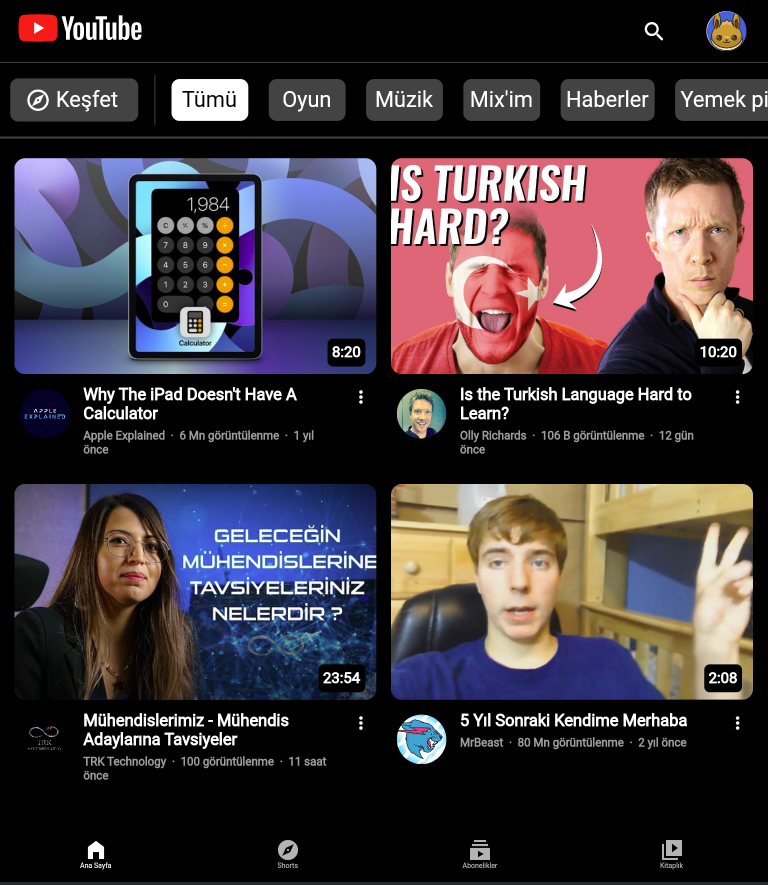 YouTube
Keşfet
Tümü
Oyun
Müzik
Mix'im
Haberler
Yemek pi
1,984
C % % ÷
7 8 9 ×
4 5 6 −
1 2 3 +
0
Calculator
8:20
IS TURKISH
HARD?
10:20
APPLE
EXPLAINED
Why The iPad Doesn't Have A
Calculator
Apple Explained · 6 Mn görüntülenme · 1 yıl
önce
Is the Turkish Language Hard to
Learn?
Olly Richards · 106 B görüntülenme · 12 gün
önce
GELECEĞİN
MÜHENDİSLERİNE
TAVSİYELERİNİZ
NELERDİR ?
23:54
2:08
TRK
Mühendislerimiz - Mühendis
Adaylarına Tavsiyeler
TRK Technology · 100 görüntülenme · 11 saat
önce
5 Yıl Sonraki Kendime Merhaba
MrBeast · 80 Mn görüntülenme · 2 yıl önce
Ana Sayfa
Shorts
Abonelikler
Kitaplık